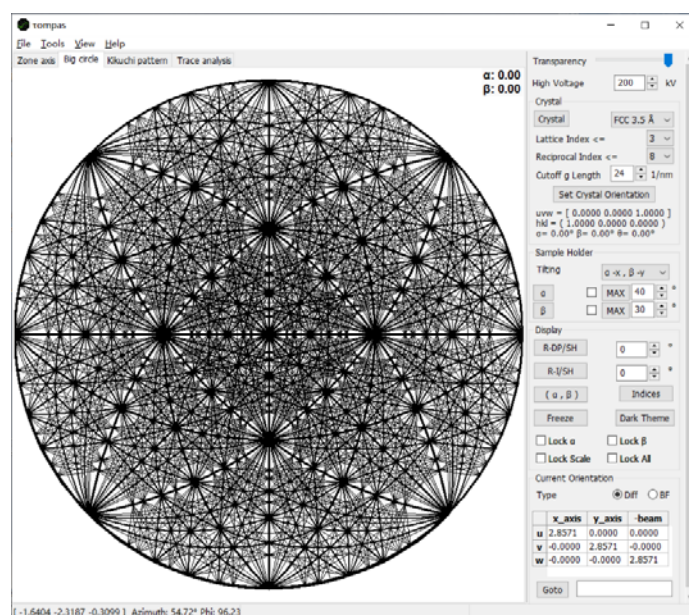 τompas
File Tools View Help
Zone axis Big circle Kikuchi pattern Trace analysis
α: 0.00
β: 0.00
Transparency
High Voltage 200 kV
Crystal
Crystal FCC 3.5 Å
Lattice Index <= 3
Reciprocal Index <= 8
Cutoff g Length 24 1/nm
Set Crystal Orientation
uvw = [ 0.0000 0.0000 1.0000 ]
hkl = ( 1.0000 0.0000 0.0000 )
α= 0.00° β= 0.00° θ= 0.00°
Sample Holder
Tilting α -x , β -y
α MAX 40 °
β MAX 30 °
Display
R-DP/SH 0 °
R-I/SH 0 °
( α , β ) Indices
Freeze Dark Theme
Lock α Lock β
Lock Scale Lock All
Current Orientation
Type Diff BF
x_axis y_axis -beam
u 2.8571 0.0000 0.0000
v -0.0000 2.8571 -0.0000
w -0.0000 -0.0000 2.8571
Goto
[ -1.6404 -2.3187 -0.3099 ] Azimuth: 54.72° Phi: 96.23